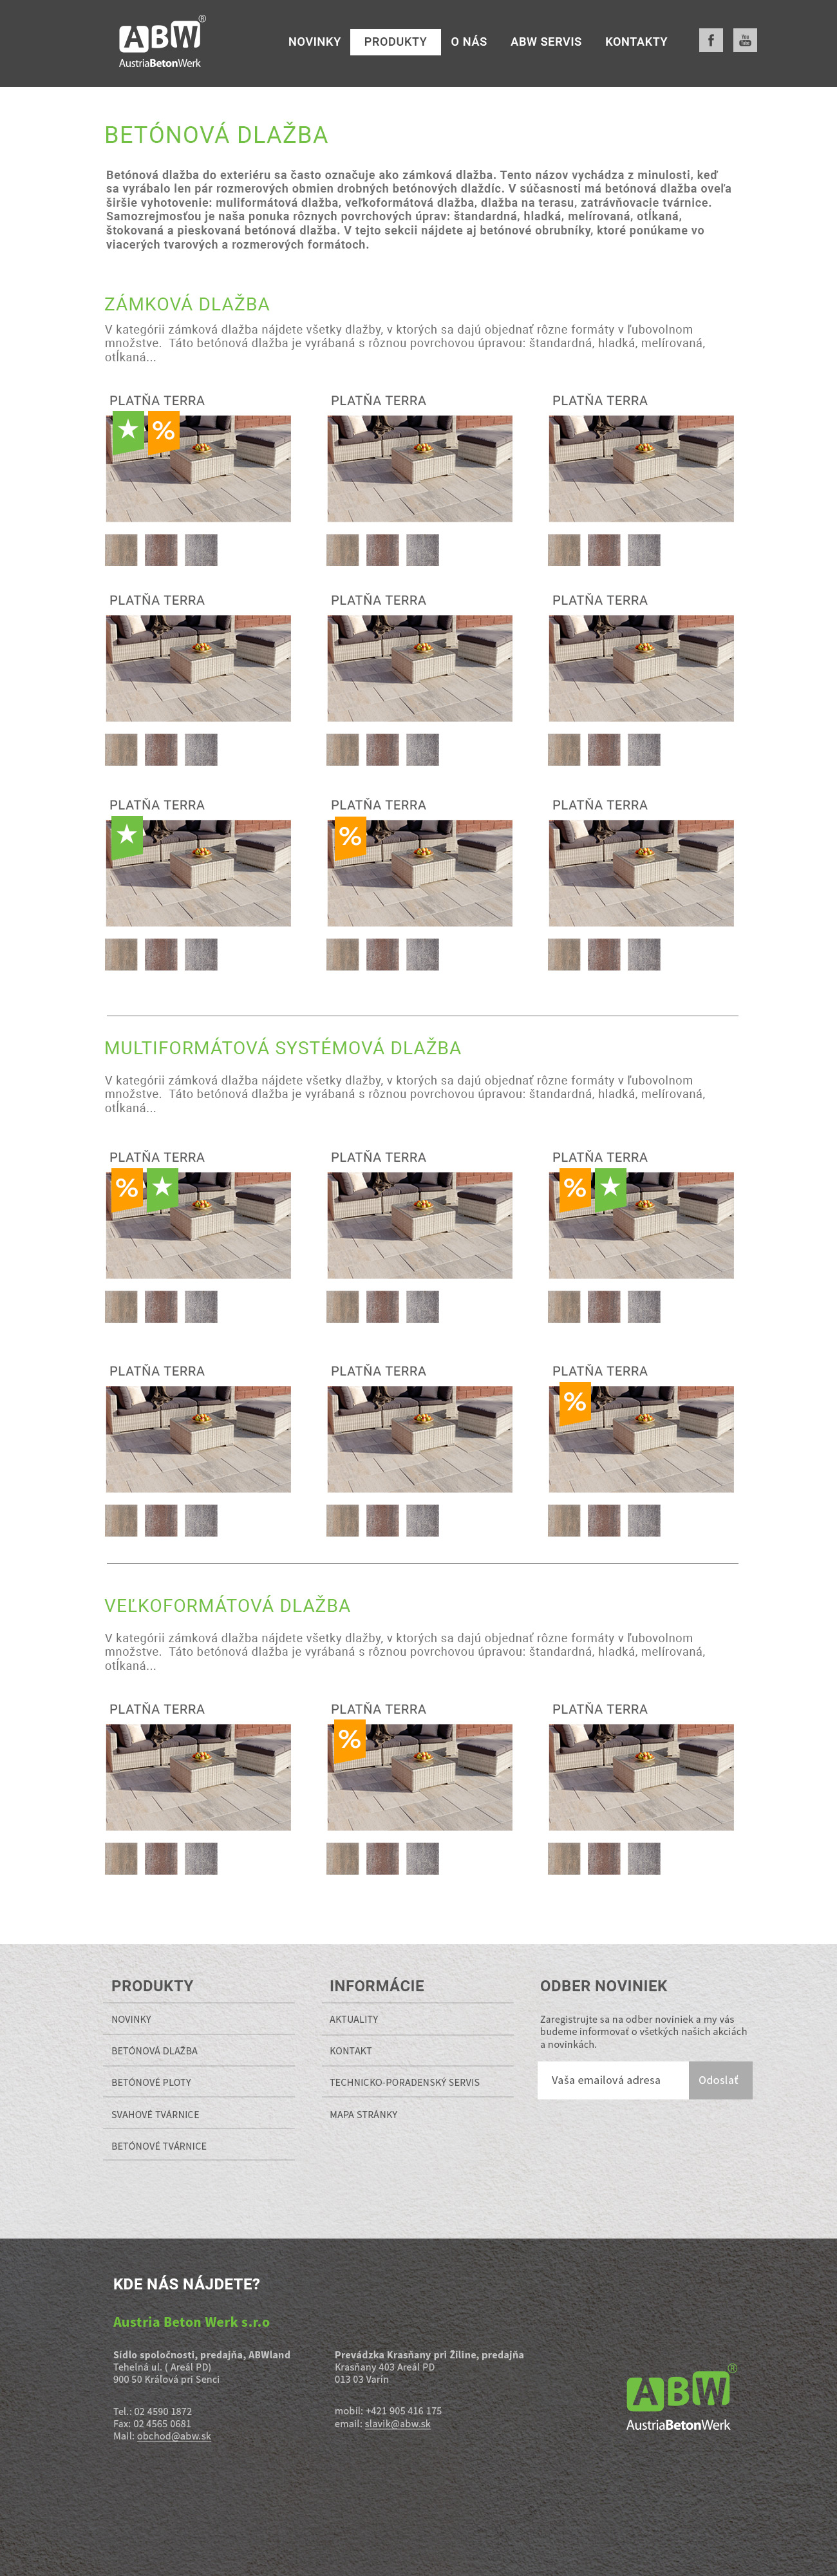 ABW®
AustriaBetonWerk
NOVINKY PRODUKTY O NÁS ABW SERVIS KONTAKTY
f You Tube
BETÓNOVÁ DLAŽBA
Betónová dlažba do exteriéru sa často označuje ako zámková dlažba. Tento názov vychádza z minulosti, keď
sa vyrábalo len pár rozmerových obmien drobných betónových dlaždíc. V súčasnosti má betónová dlažba oveľa
širšie vyhotovenie: muliformátová dlažba, veľkoformátová dlažba, dlažba na terasu, zatrávňovacie tvárnice.
Samozrejmosťou je naša ponuka rôznych povrchových úprav: štandardná, hladká, melírovaná, otĺkaná,
štokovaná a pieskovaná betónová dlažba. V tejto sekcii nájdete aj betónové obrubníky, ktoré ponúkame vo
viacerých tvarových a rozmerových formátoch.
ZÁMKOVÁ DLAŽBA
V kategórii zámková dlažba nájdete všetky dlažby, v ktorých sa dajú objednať rôzne formáty v ľubovolnom
množstve.  Táto betónová dlažba je vyrábaná s rôznou povrchovou úpravou: štandardná, hladká, melírovaná,
otĺkaná...
PLATŇA TERRA PLATŇA TERRA PLATŇA TERRA
%
PLATŇA TERRA PLATŇA TERRA PLATŇA TERRA
PLATŇA TERRA PLATŇA TERRA PLATŇA TERRA
%
MULTIFORMÁTOVÁ SYSTÉMOVÁ DLAŽBA
V kategórii zámková dlažba nájdete všetky dlažby, v ktorých sa dajú objednať rôzne formáty v ľubovolnom
množstve.  Táto betónová dlažba je vyrábaná s rôznou povrchovou úpravou: štandardná, hladká, melírovaná,
otĺkaná...
PLATŇA TERRA PLATŇA TERRA PLATŇA TERRA
% %
PLATŇA TERRA PLATŇA TERRA PLATŇA TERRA
%
VEĽKOFORMÁTOVÁ DLAŽBA
V kategórii zámková dlažba nájdete všetky dlažby, v ktorých sa dajú objednať rôzne formáty v ľubovolnom
množstve.  Táto betónová dlažba je vyrábaná s rôznou povrchovou úpravou: štandardná, hladká, melírovaná,
otĺkaná...
PLATŇA TERRA PLATŇA TERRA PLATŇA TERRA
%
PRODUKTY
NOVINKY
BETÓNOVÁ DLAŽBA
BETÓNOVÉ PLOTY
SVAHOVÉ TVÁRNICE
BETÓNOVÉ TVÁRNICE
INFORMÁCIE
AKTUALITY
KONTAKT
TECHNICKO-PORADENSKÝ SERVIS
MAPA STRÁNKY
ODBER NOVINIEK
Zaregistrujte sa na odber noviniek a my vás
budeme informovať o všetkých našich akciách
a novinkách.
Vaša emailová adresa Odoslať
KDE NÁS NÁJDETE?
Austria Beton Werk s.r.o
Sídlo spoločnosti, predajňa, ABWland
Tehelná ul. ( Areál PD)
900 50 Kráľová pri Senci
Tel.: 02 4590 1872
Fax: 02 4565 0681
Mail: obchod@abw.sk
Prevádzka Krasňany pri Žiline, predajňa
Krasňany 403 Areál PD
013 03 Varín
mobil: +421 905 416 175
email: slavik@abw.sk
ABW®
AustriaBetonWerk